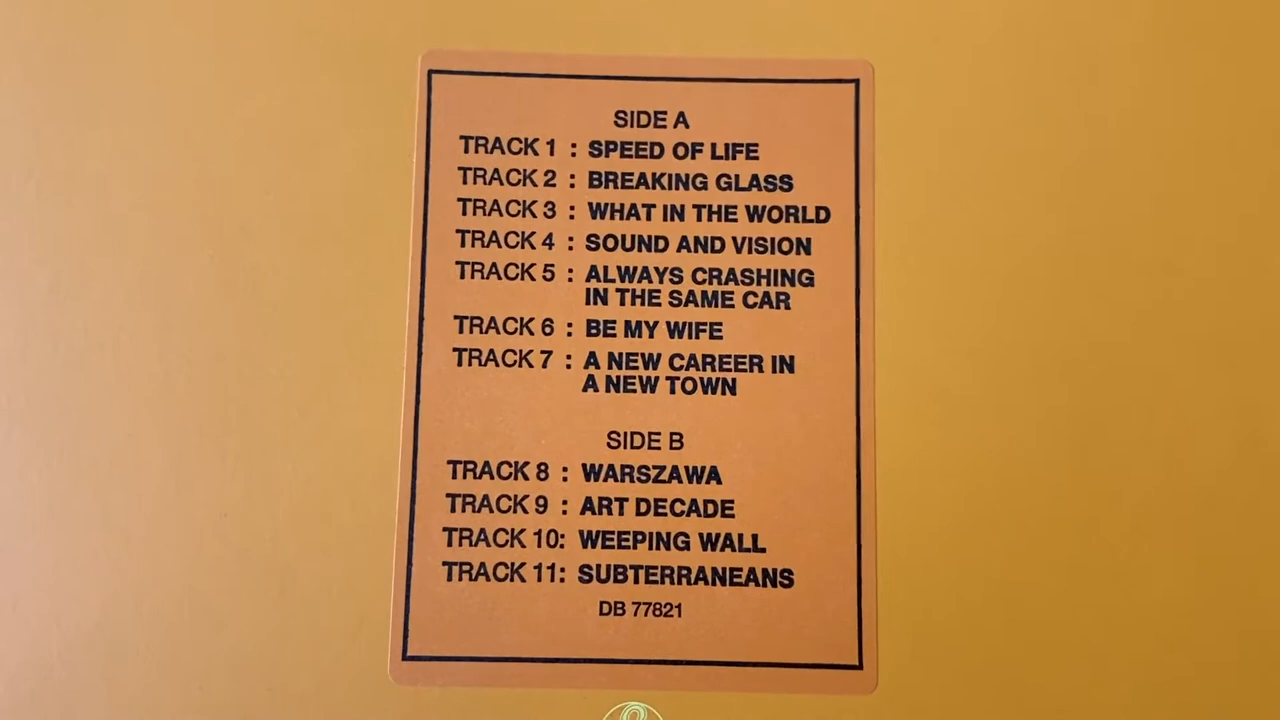 SIDE A
TRACK 1 : SPEED OF LIFE
TRACK 2 : BREAKING GLASS
TRACK 3 : WHAT IN THE WORLD
TRACK 4 : SOUND AND VISION
TRACK 5 : ALWAYS CRASHING
IN THE SAME CAR
TRACK 6 : BE MY WIFE
TRACK 7 : A NEW CAREER IN
A NEW TOWN
SIDE B
TRACK 8 : WARSZAWA
TRACK 9 : ART DECADE
TRACK 10: WEEPING WALL
TRACK 11: SUBTERRANEANS
DB 77821